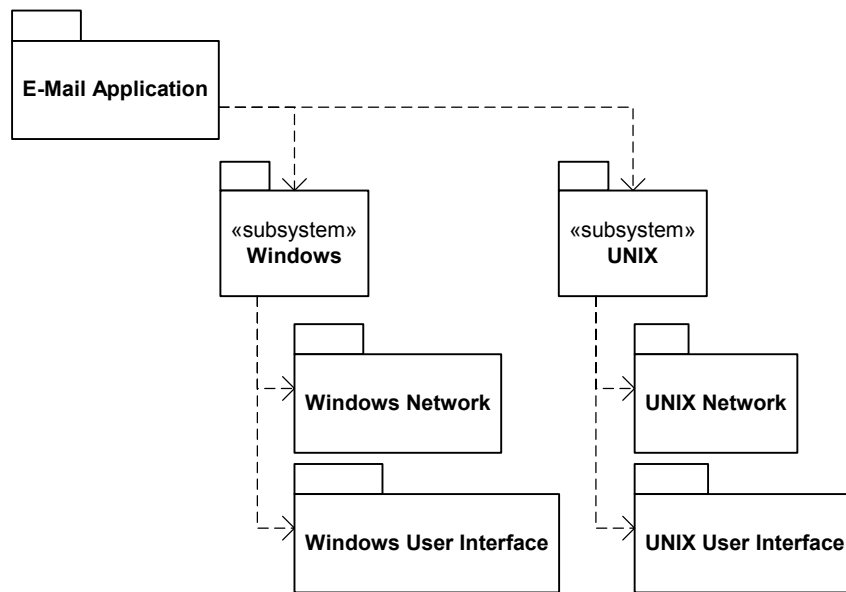 E-Mail Application
«subsystem»
Windows
«subsystem»
UNIX
Windows Network
UNIX Network
Windows User Interface
UNIX User Interface